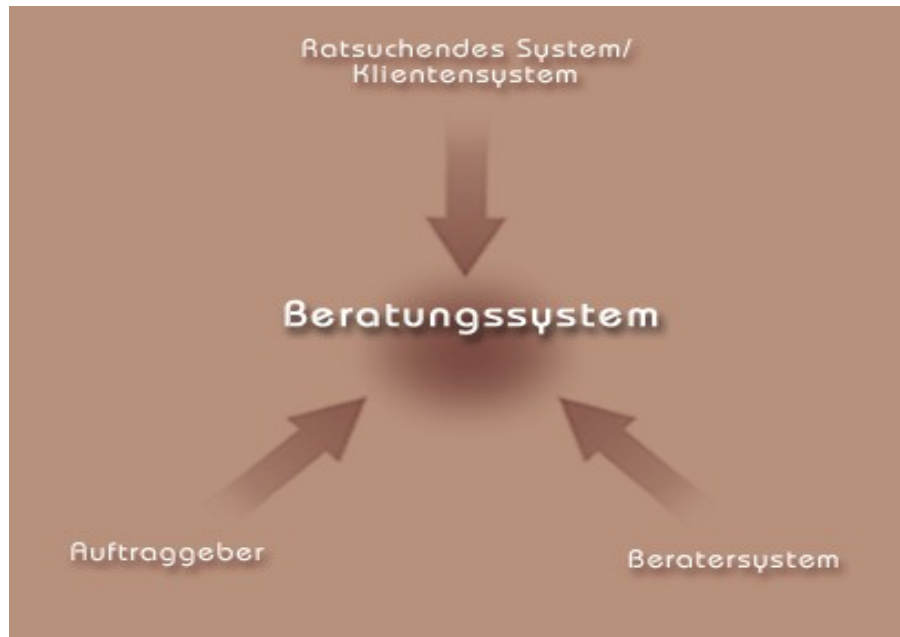 Ratsuchendes System/
Klientensystem
Beratungssystem
Auftraggeber
Beratersystem